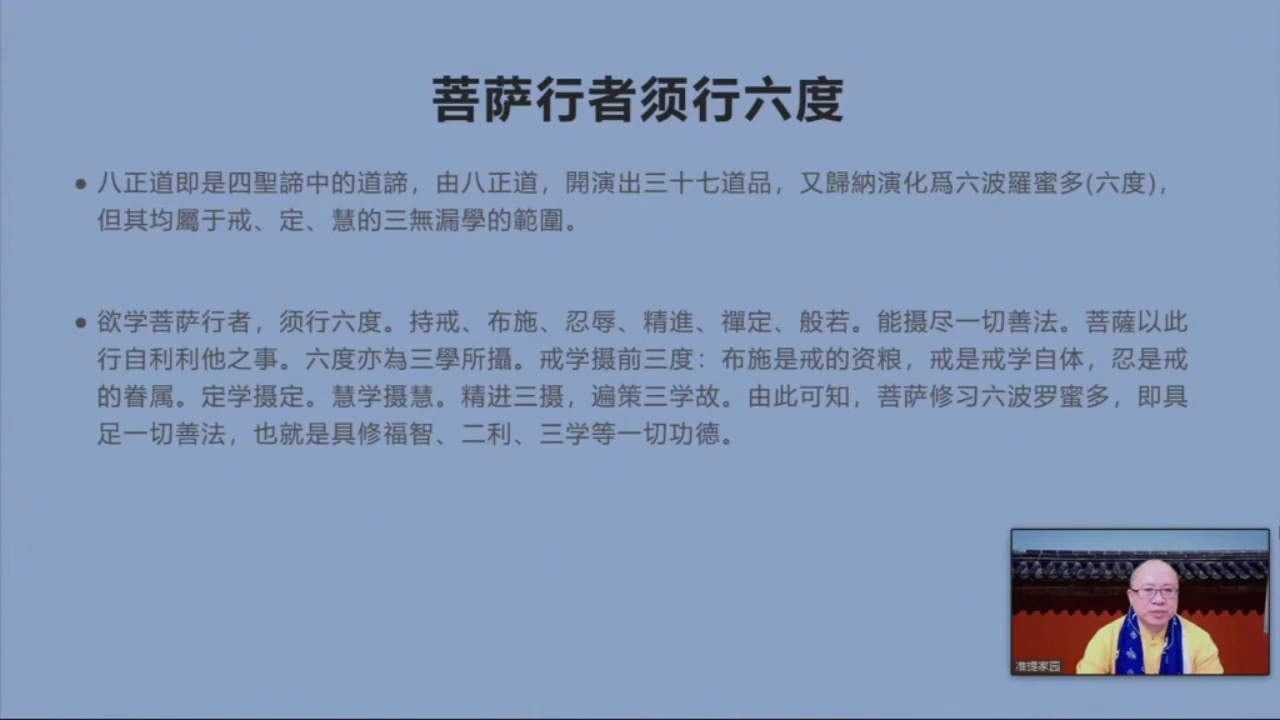 菩萨行者须行六度
• 八正道即是四聖諦中的道諦，由八正道，開演出三十七道品，又歸納演化爲六波羅蜜多(六度)，
但其均屬于戒、定、慧的三無漏學的範圍。
• 欲学菩萨行者，须行六度。持戒、布施、忍辱、精進、禪定、般若。能摄尽一切善法。菩薩以此
行自利利他之事。六度亦為三學所攝。戒学摄前三度：布施是戒的资粮，戒是戒学自体，忍是戒
的眷属。定学摄定。慧学摄慧。精进三摄，遍策三学故。由此可知，菩萨修习六波罗蜜多，即具
足一切善法，也就是具修福智、二利、三学等一切功德。
准提家园